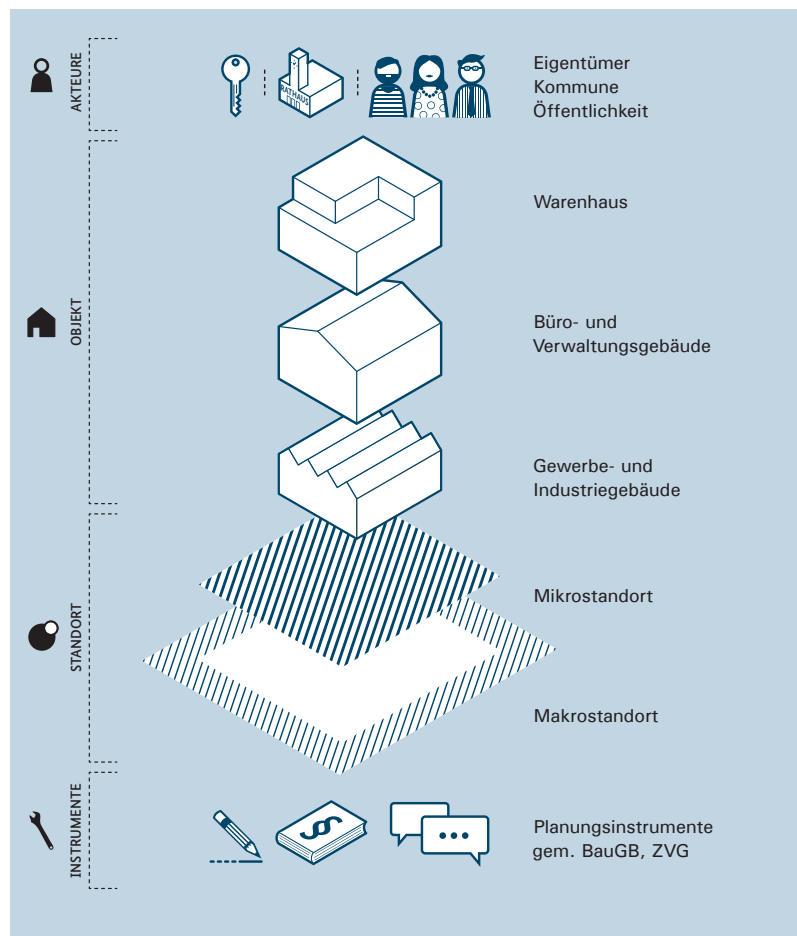 AKTEURE
RATHAUS
Eigentümer
Kommune
Öffentlichkeit
OBJEKT
Warenhaus
Büro- und
Verwaltungsgebäude
Gewerbe- und
Industriegebäude
STANDORT
Mikrostandort
Makrostandort
INSTRUMENTE
§
Planungsinstrumente
gem. BauGB, ZVG